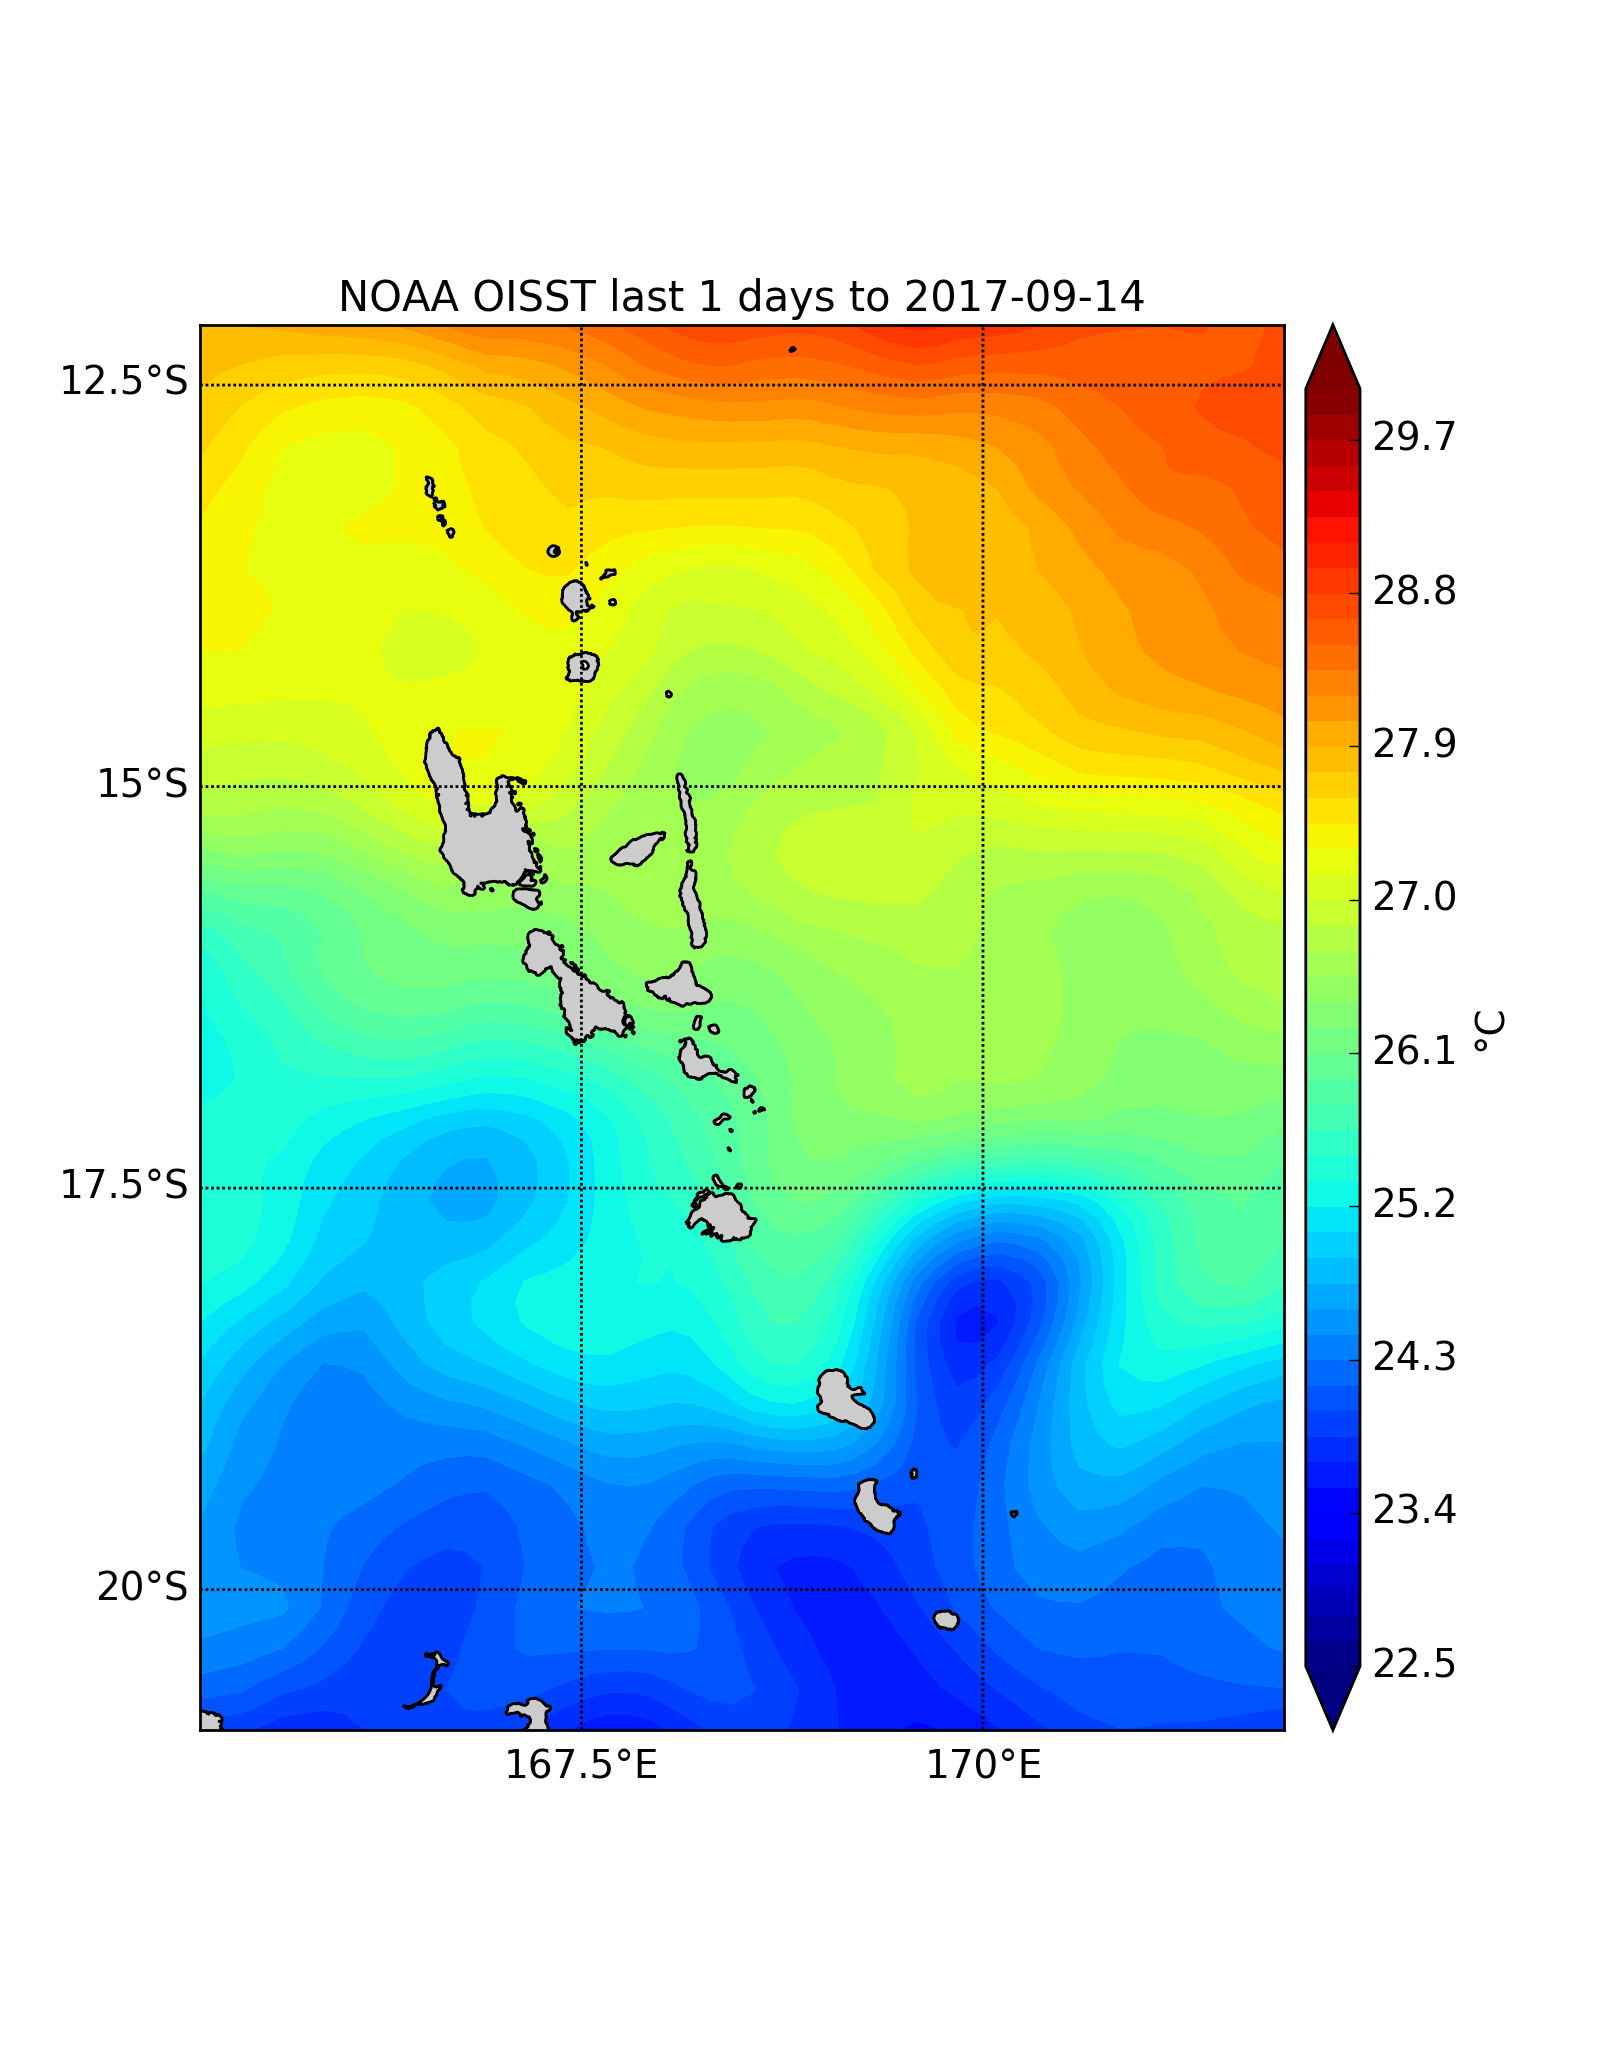 NOAA OISST last 1 days to 2017-09-14
12.5°S
15°S
17.5°S
20°S
167.5°E
170°E
29.7
28.8
27.9
27.0
26.1
25.2
24.3
23.4
22.5
°C